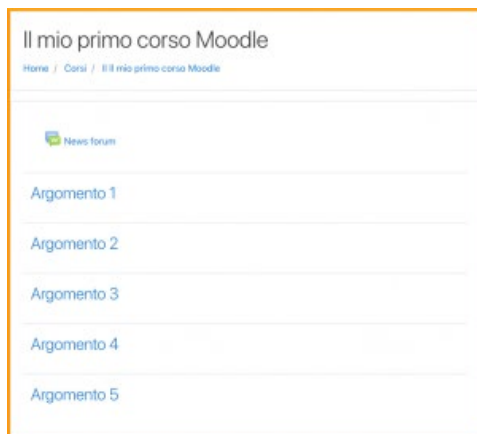 Il mio primo corso Moodle
Home / Corsi / Il il mio primo corso Moodle
News forum
Argomento 1
Argomento 2
Argomento 3
Argomento 4
Argomento 5